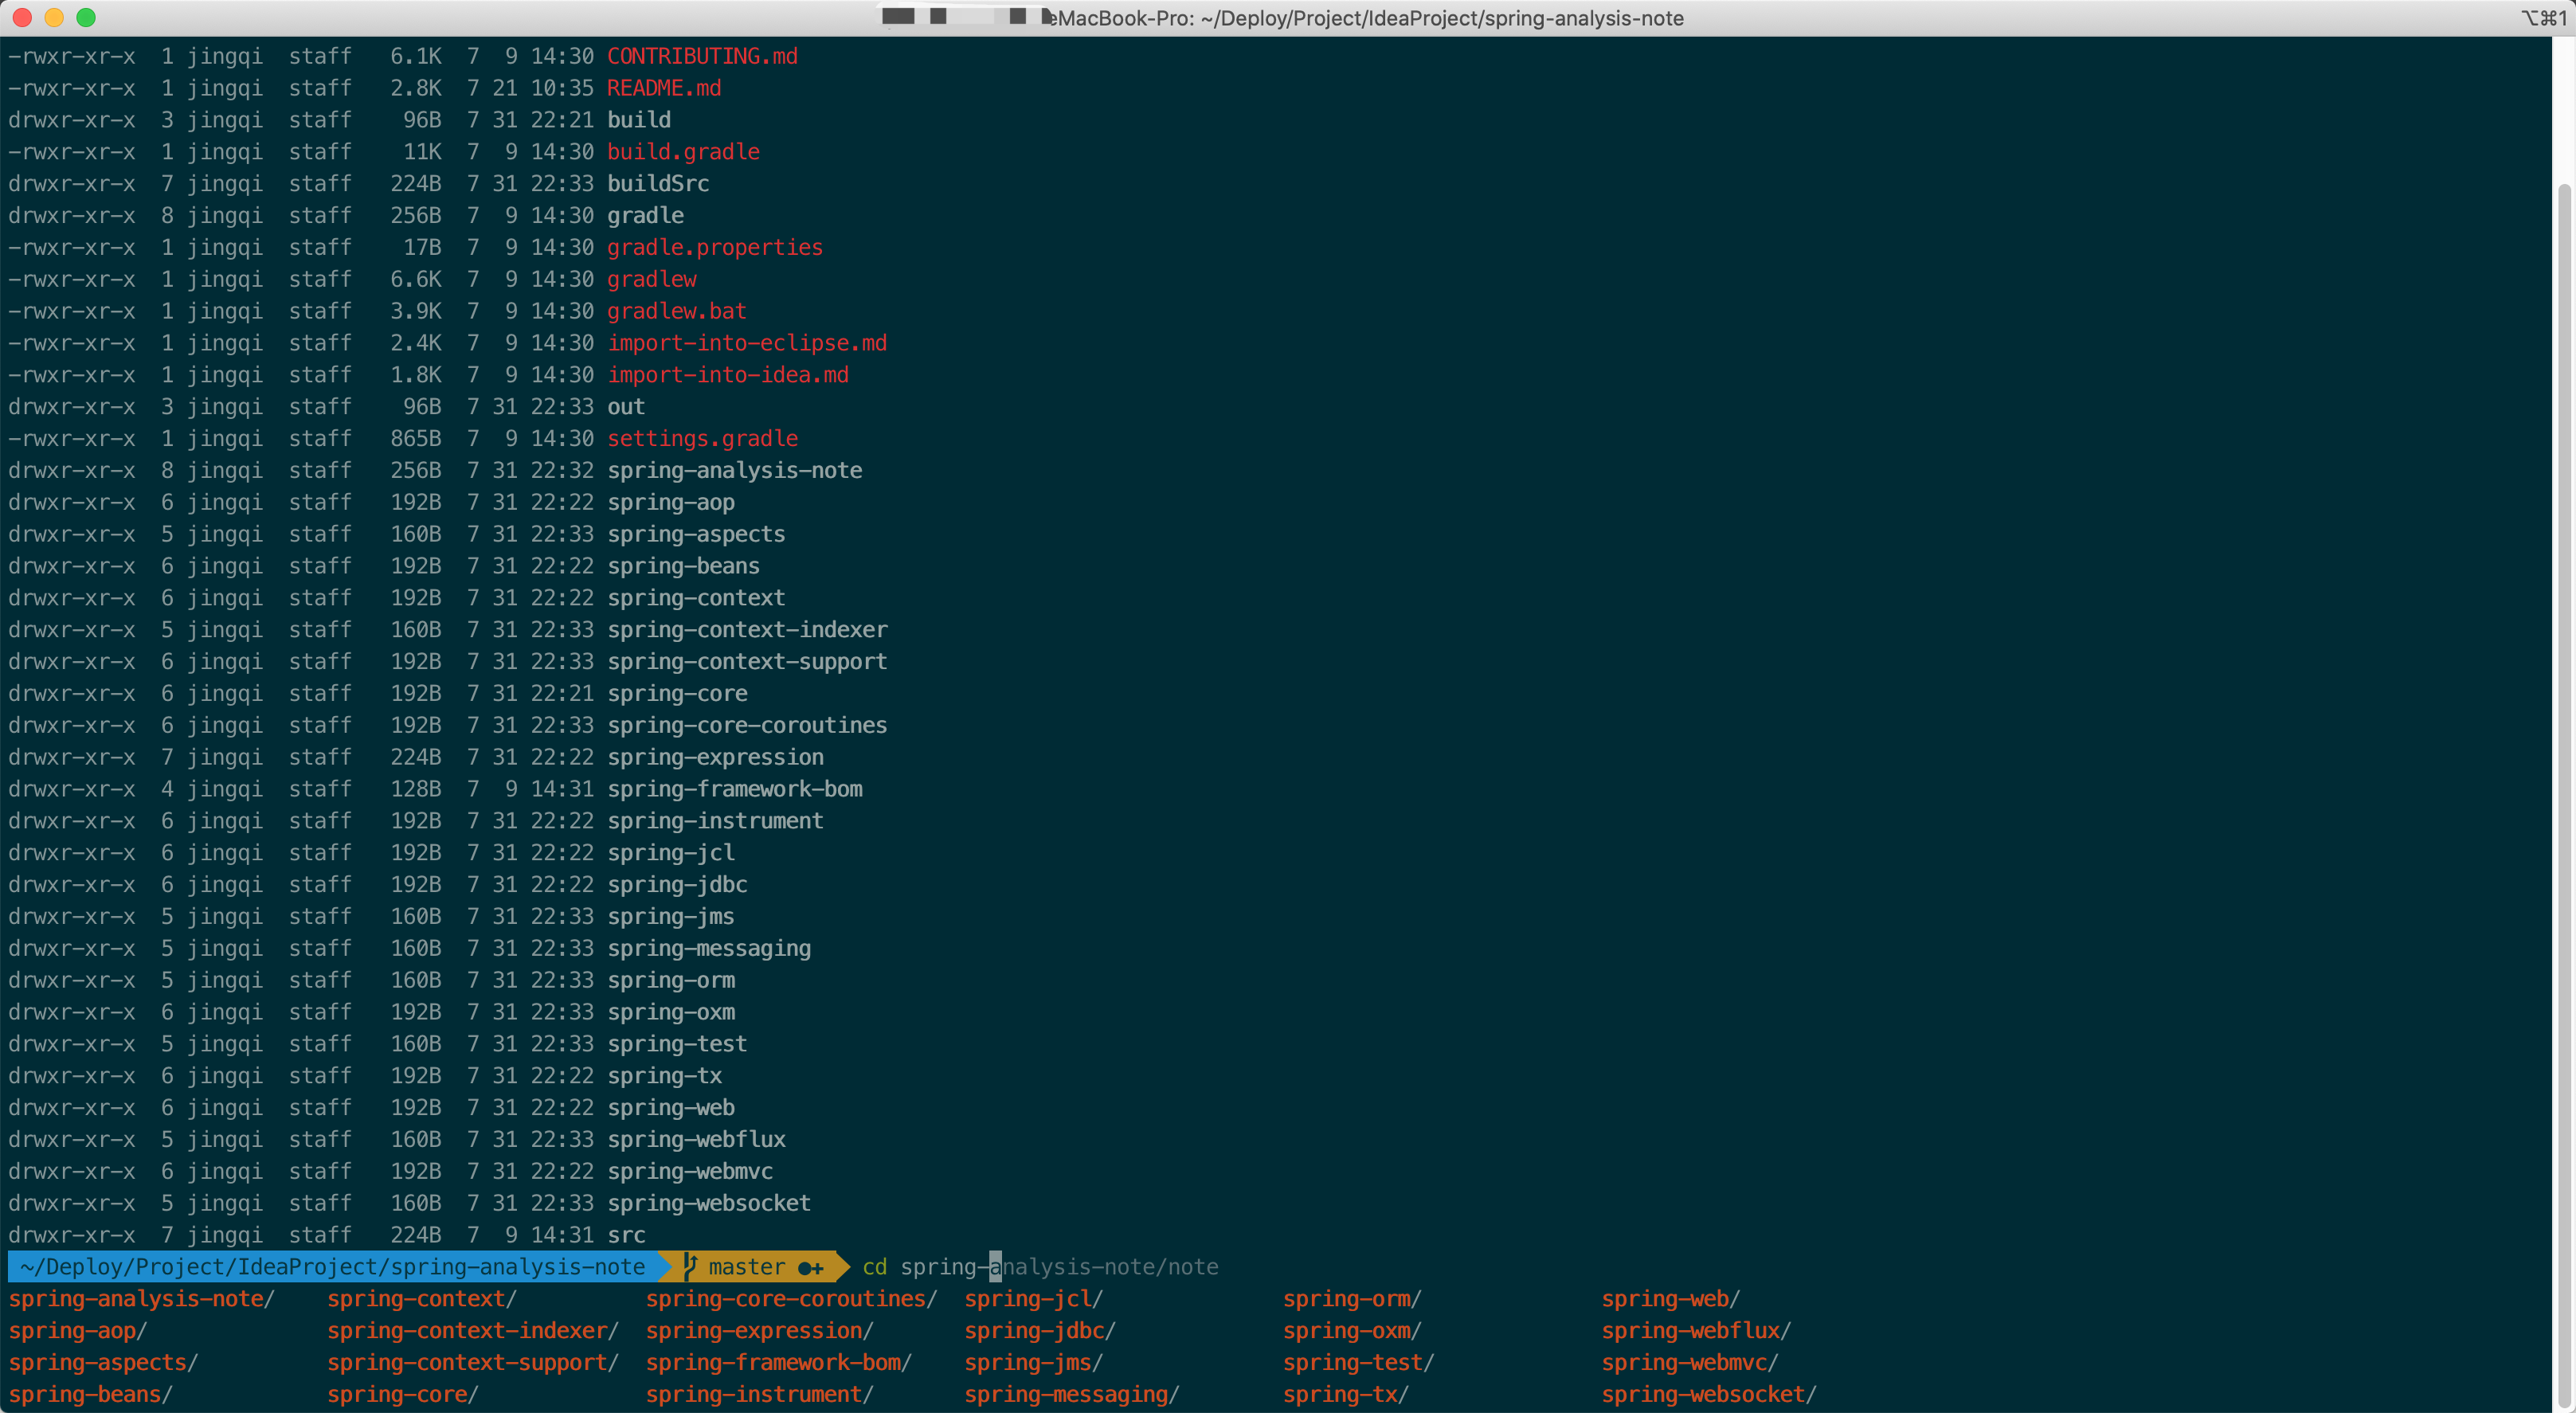 eMacBook-Pro: ~/Deploy/Project/IdeaProject/spring-analysis-note ⌥⌘1
-rwxr-xr-x 1 jingqi staff 6.1K 7 9 14:30 CONTRIBUTING.md
-rwxr-xr-x 1 jingqi staff 2.8K 7 21 10:35 README.md
drwxr-xr-x 3 jingqi staff 96B 7 31 22:21 build
-rwxr-xr-x 1 jingqi staff 11K 7 9 14:30 build.gradle
drwxr-xr-x 7 jingqi staff 224B 7 31 22:33 buildSrc
drwxr-xr-x 8 jingqi staff 256B 7 9 14:30 gradle
-rwxr-xr-x 1 jingqi staff 17B 7 9 14:30 gradle.properties
-rwxr-xr-x 1 jingqi staff 6.6K 7 9 14:30 gradlew
-rwxr-xr-x 1 jingqi staff 3.9K 7 9 14:30 gradlew.bat
-rwxr-xr-x 1 jingqi staff 2.4K 7 9 14:30 import-into-eclipse.md
-rwxr-xr-x 1 jingqi staff 1.8K 7 9 14:30 import-into-idea.md
drwxr-xr-x 3 jingqi staff 96B 7 31 22:33 out
-rwxr-xr-x 1 jingqi staff 865B 7 9 14:30 settings.gradle
drwxr-xr-x 8 jingqi staff 256B 7 31 22:32 spring-analysis-note
drwxr-xr-x 6 jingqi staff 192B 7 31 22:22 spring-aop
drwxr-xr-x 5 jingqi staff 160B 7 31 22:33 spring-aspects
drwxr-xr-x 6 jingqi staff 192B 7 31 22:22 spring-beans
drwxr-xr-x 6 jingqi staff 192B 7 31 22:22 spring-context
drwxr-xr-x 5 jingqi staff 160B 7 31 22:33 spring-context-indexer
drwxr-xr-x 6 jingqi staff 192B 7 31 22:33 spring-context-support
drwxr-xr-x 6 jingqi staff 192B 7 31 22:21 spring-core
drwxr-xr-x 6 jingqi staff 192B 7 31 22:33 spring-core-coroutines
drwxr-xr-x 7 jingqi staff 224B 7 31 22:22 spring-expression
drwxr-xr-x 4 jingqi staff 128B 7 9 14:31 spring-framework-bom
drwxr-xr-x 6 jingqi staff 192B 7 31 22:22 spring-instrument
drwxr-xr-x 6 jingqi staff 192B 7 31 22:22 spring-jcl
drwxr-xr-x 6 jingqi staff 192B 7 31 22:22 spring-jdbc
drwxr-xr-x 5 jingqi staff 160B 7 31 22:33 spring-jms
drwxr-xr-x 5 jingqi staff 160B 7 31 22:33 spring-messaging
drwxr-xr-x 5 jingqi staff 160B 7 31 22:33 spring-orm
drwxr-xr-x 6 jingqi staff 192B 7 31 22:33 spring-oxm
drwxr-xr-x 5 jingqi staff 160B 7 31 22:33 spring-test
drwxr-xr-x 6 jingqi staff 192B 7 31 22:22 spring-tx
drwxr-xr-x 6 jingqi staff 192B 7 31 22:22 spring-web
drwxr-xr-x 5 jingqi staff 160B 7 31 22:33 spring-webflux
drwxr-xr-x 6 jingqi staff 192B 7 31 22:22 spring-webmvc
drwxr-xr-x 5 jingqi staff 160B 7 31 22:33 spring-websocket
drwxr-xr-x 7 jingqi staff 224B 7 9 14:31 src
~/Deploy/Project/IdeaProject/spring-analysis-note master ●+ cd spring-analysis-note/note
spring-analysis-note/ spring-context/ spring-core-coroutines/ spring-jcl/ spring-orm/ spring-web/
spring-aop/ spring-context-indexer/ spring-expression/ spring-jdbc/ spring-oxm/ spring-webflux/
spring-aspects/ spring-context-support/ spring-framework-bom/ spring-jms/ spring-test/ spring-webmvc/
spring-beans/ spring-core/ spring-instrument/ spring-messaging/ spring-tx/ spring-websocket/